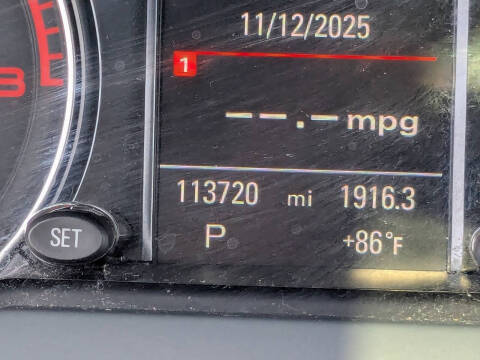 11/12/2025
1
--.- mpg
113720 mi 1916.3
P +86°F
SET